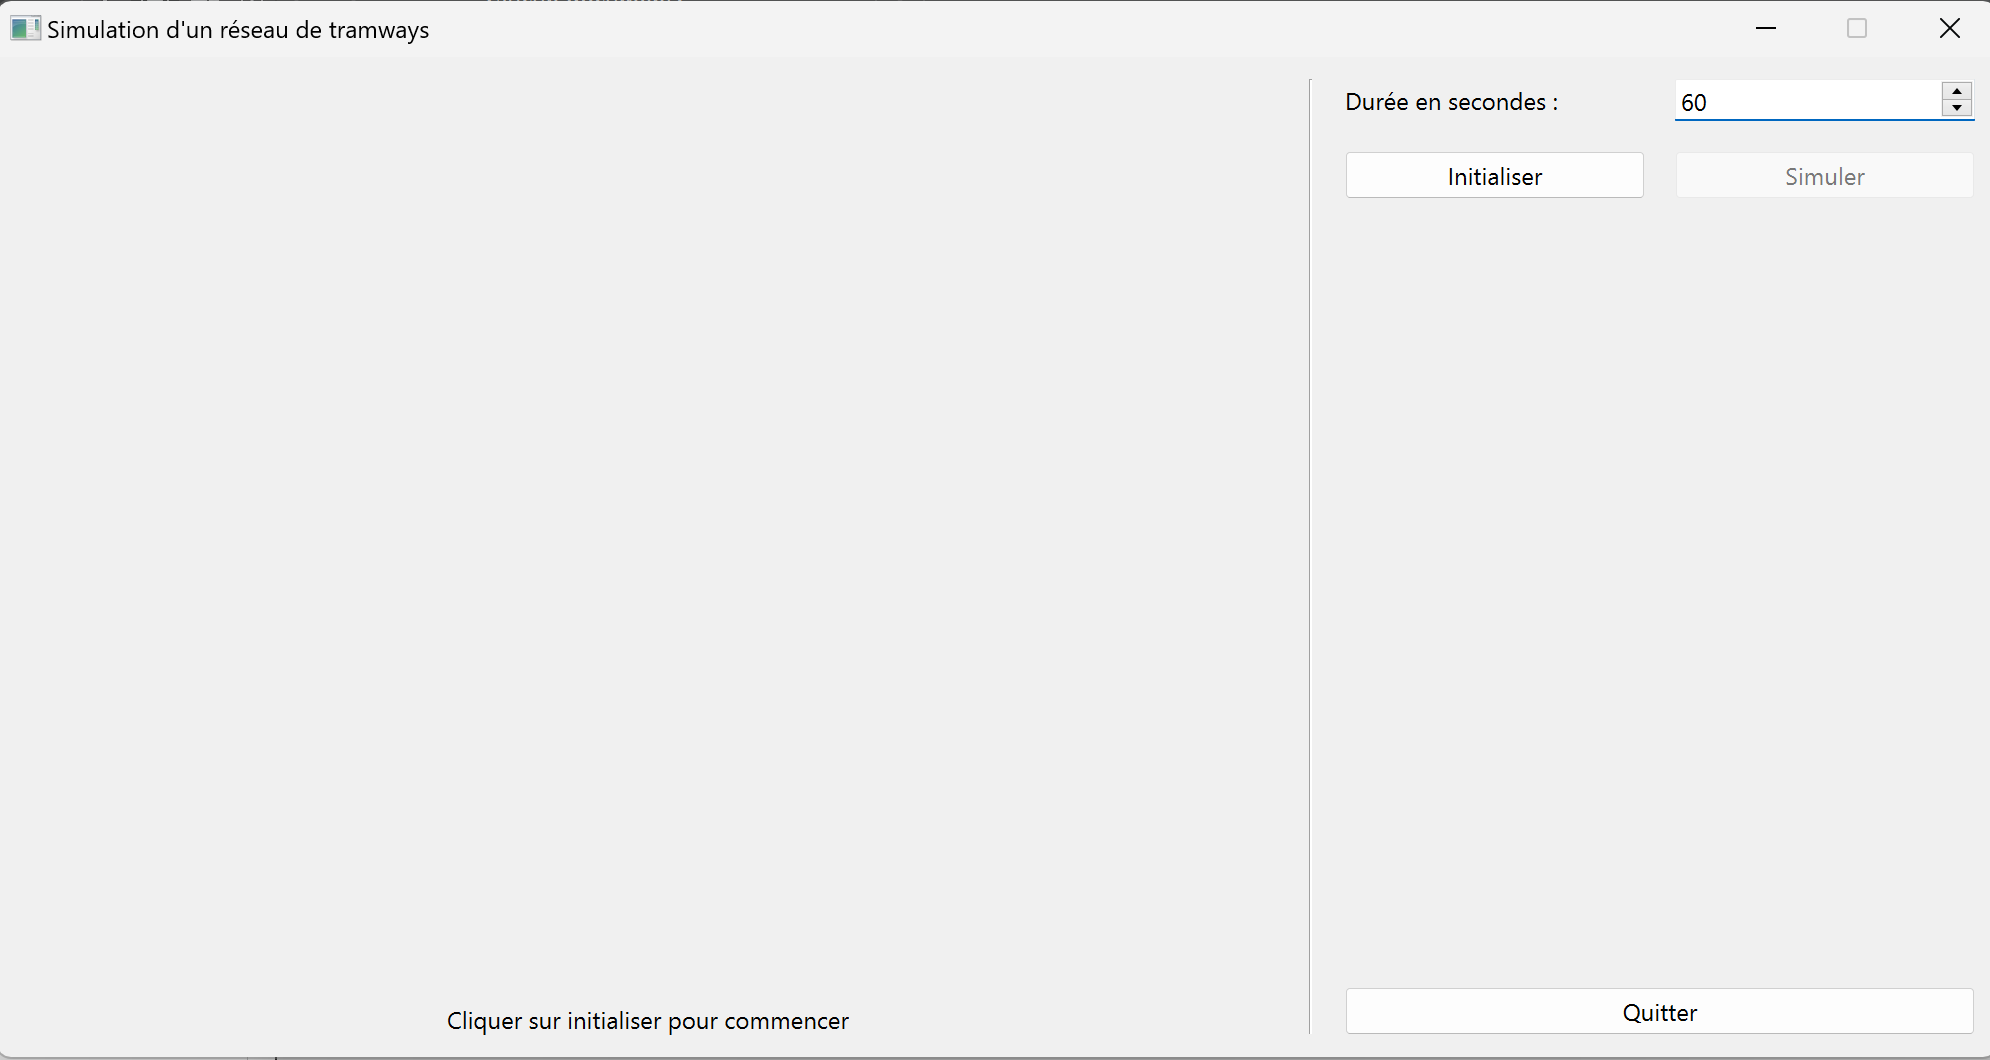 Simulation d'un réseau de tramways
Durée en secondes :
60
Initialiser
Simuler
Cliquer sur initialiser pour commencer
Quitter